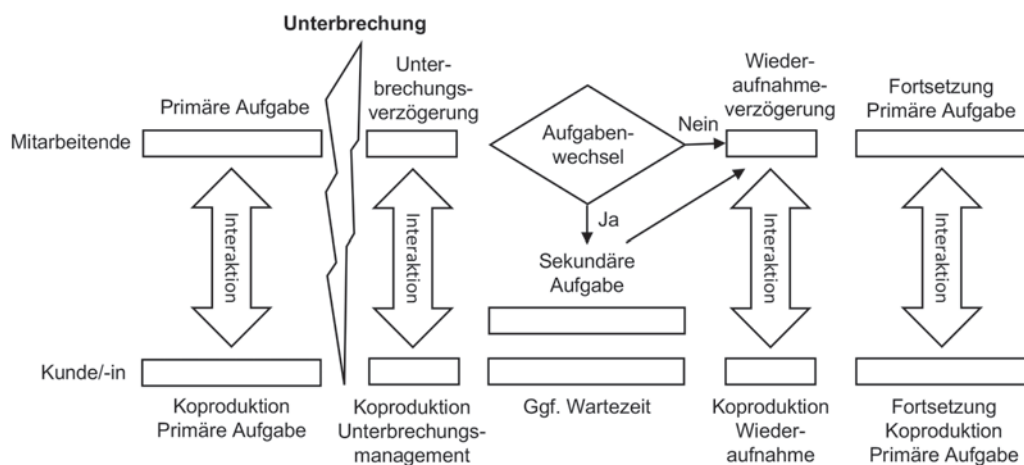 Unterbrechung
Primäre Aufgabe
Unter-
brechungs-
verzögerung
Wieder-
aufnahme-
verzögerung
Fortsetzung
Primäre Aufgabe
Mitarbeitende
Aufgaben-
wechsel
Nein
Ja
Interaktion
Interaktion
Sekundäre
Aufgabe
Interaktion
Interaktion
Kunde/-in
Koproduktion
Primäre Aufgabe
Koproduktion
Unterbrechungs-
management
Ggf. Wartezeit
Koproduktion
Wieder-
aufnahme
Fortsetzung
Koproduktion
Primäre Aufgabe